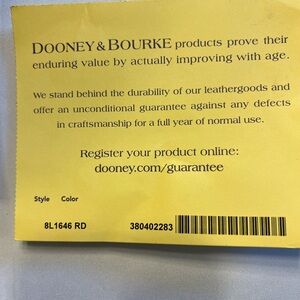 DOONEY & BOURKE products prove their
enduring value by actually improving with age.
We stand behind the durability of our leathergoods and
offer an unconditional guarantee against any defects
in craftsmanship for a full year of normal use.
Register your product online:
dooney.com/guarantee
Style Color
8L1646 RD 380402283